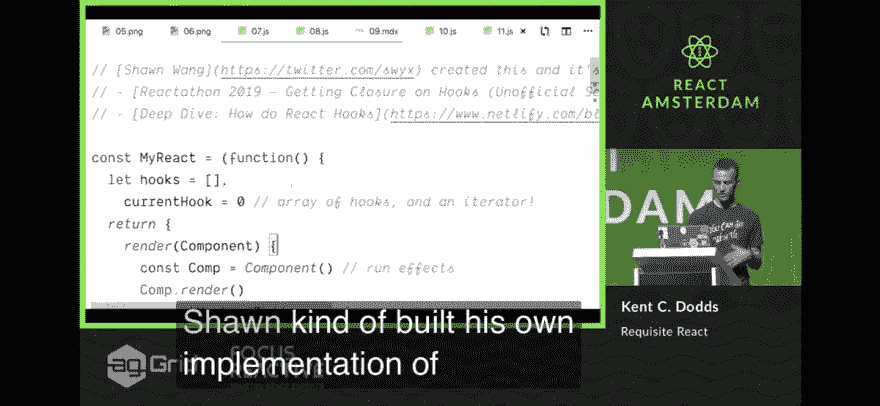 05.png 06.png 07.js 08.js 09.mdx 10.js 11.js ×
// [Shawn Wang](https://twitter.com/swyx) created this and it's
// - [Reactathon 2019 - Getting Closure on Hooks (Unofficial Se
// - [Deep Dive: How do React Hooks](https://www.netlify.com/bl
const MyReact = (function() {
let hooks = [],
currentHook = 0 // array of hooks, and an iterator!
return {
render(Component) {
const Comp = Component() // run effects
Comp.render()
Shawn kind of built his own
implementation of
agGrid
REACT
AMSTERDAM
DAM
Kent C. Dodds
Requisite React